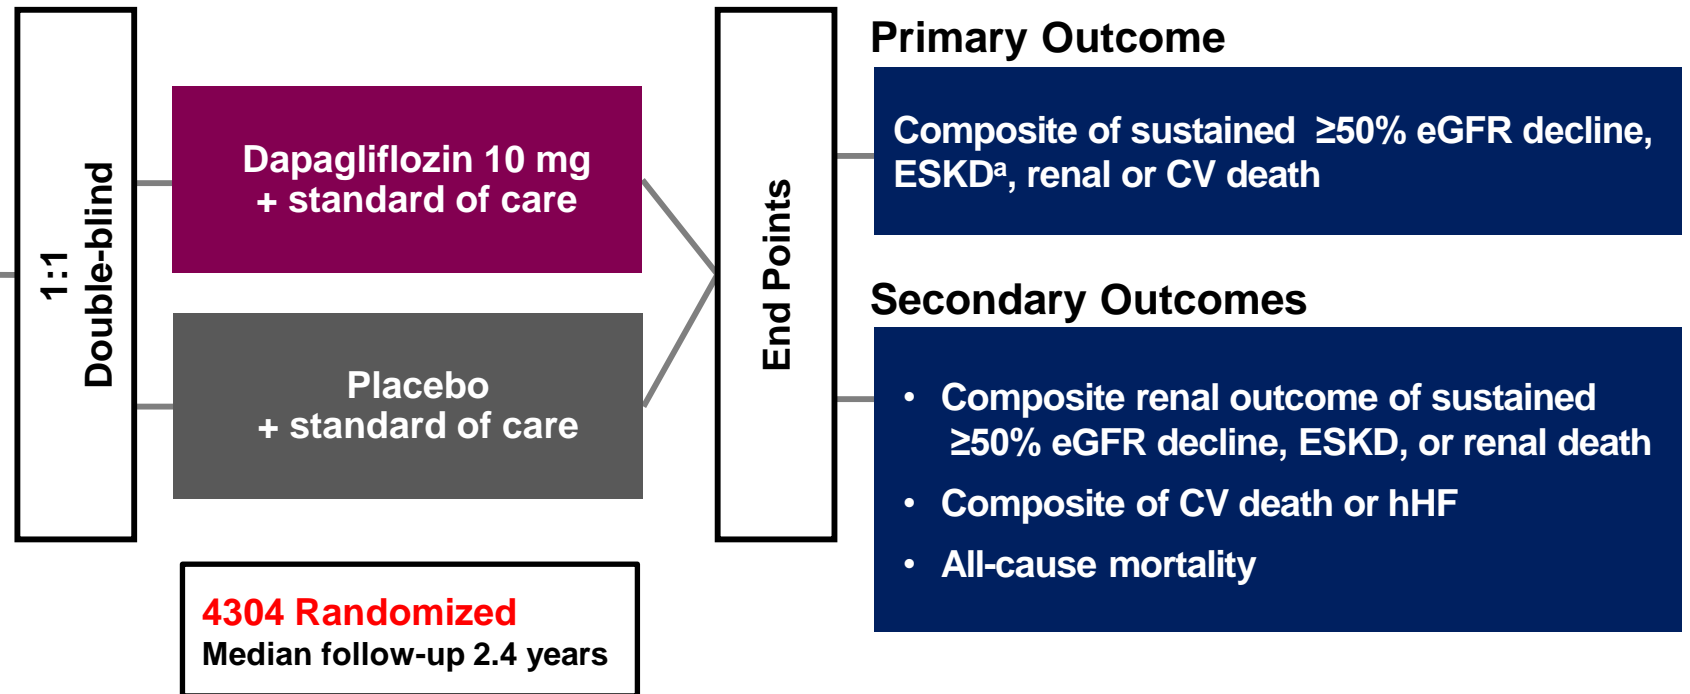 1:1
Double-blind
Dapagliflozin 10 mg
+ standard of care
Placebo
+ standard of care
4304 Randomized
Median follow-up 2.4 years
End Points
Primary Outcome
Composite of sustained ≥50% eGFR decline,
ESKDᵃ, renal or CV death
Secondary Outcomes
• Composite renal outcome of sustained
≥50% eGFR decline, ESKD, or renal death
• Composite of CV death or hHF
• All-cause mortality